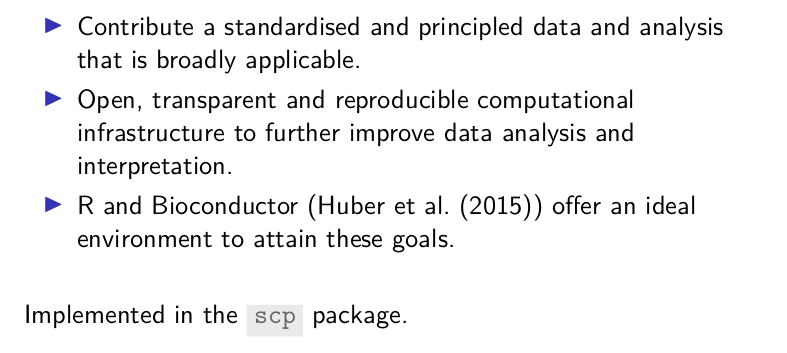 Contribute a standardised and principled data and analysis
that is broadly applicable.
Open, transparent and reproducible computational
infrastructure to further improve data analysis and
interpretation.
R and Bioconductor (Huber et al. (2015)) offer an ideal
environment to attain these goals.
Implemented in the scp package.